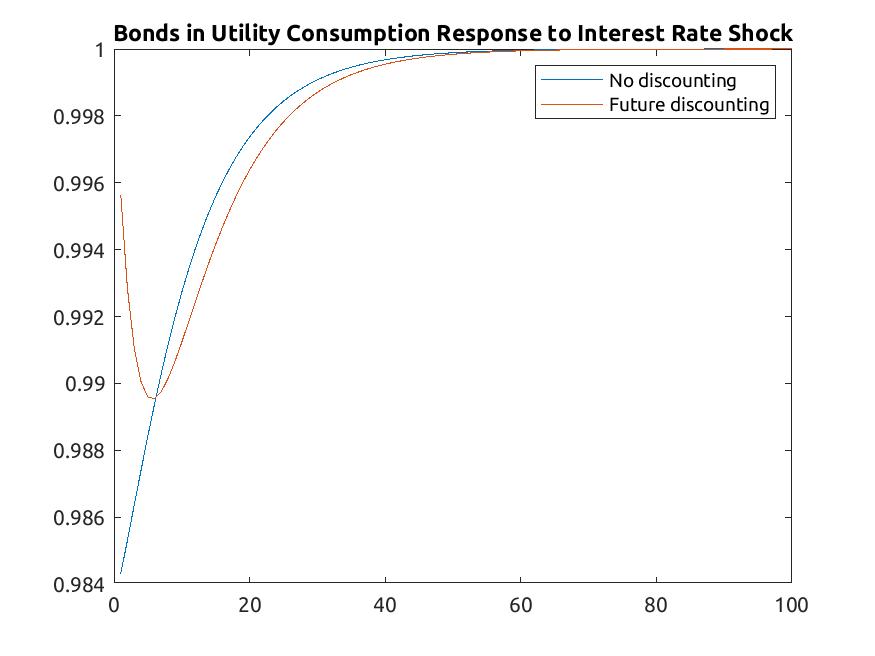 Bonds in Utility Consumption Response to Interest Rate Shock
1
No discounting
Future discounting
0.998
0.996
0.994
0.992
0.99
0.988
0.986
0.984
0 20 40 60 80 100